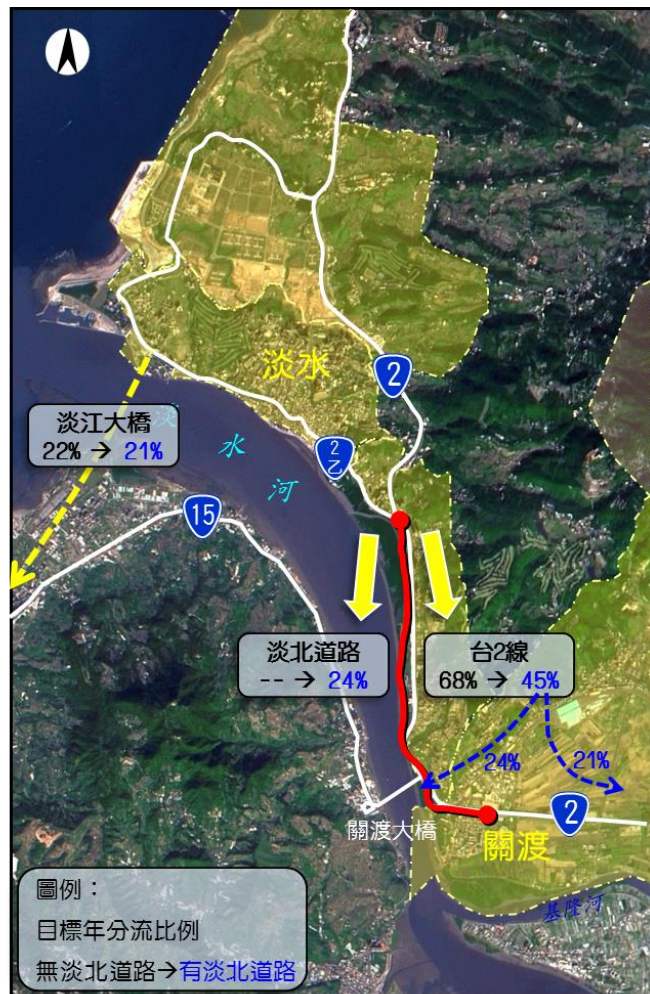 淡水
2
淡江大橋
22% → 21%
淡
水
河
2
乙
15
淡北道路
-- → 24%
台2線
68% → 45%
24%
21%
關渡大橋
關渡
2
基隆河
圖例：
目標年分流比例
無淡北道路→有淡北道路